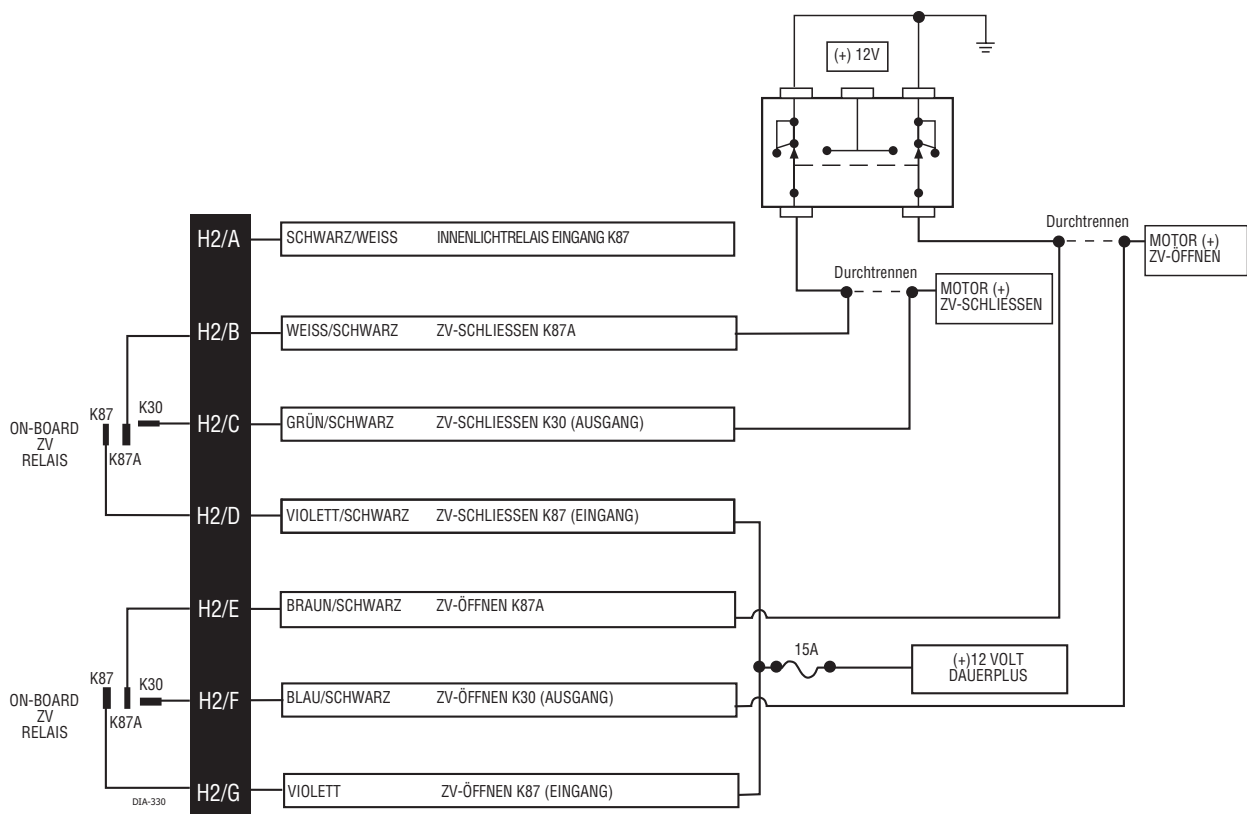 (+) 12V
Durchtrennen
MOTOR (+)
ZV-ÖFFNEN
Durchtrennen
MOTOR (+)
ZV-SCHLIESSEN
H2/A SCHWARZ/WEISS INNENLICHTRELAIS EINGANG K87
H2/B WEISS/SCHWARZ ZV-SCHLIESSEN K87A
K87
K30
K87A
ON-BOARD
ZV
RELAIS
H2/C GRÜN/SCHWARZ ZV-SCHLIESSEN K30 (AUSGANG)
H2/D VIOLETT/SCHWARZ ZV-SCHLIESSEN K87 (EINGANG)
H2/E BRAUN/SCHWARZ ZV-ÖFFNEN K87A
15A
(+)12 VOLT
DAUERPLUS
K87
K30
K87A
ON-BOARD
ZV
RELAIS
H2/F BLAU/SCHWARZ ZV-ÖFFNEN K30 (AUSGANG)
H2/G VIOLETT ZV-ÖFFNEN K87 (EINGANG)
DIA-330